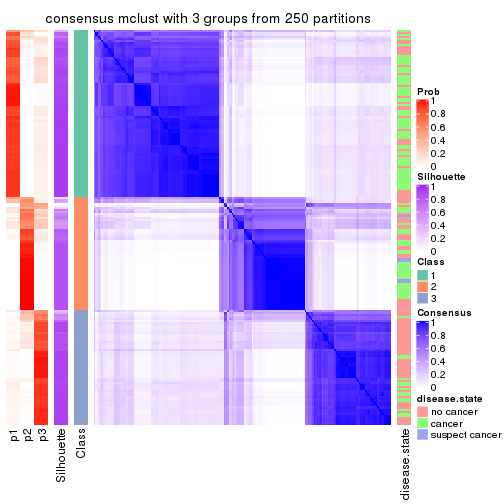 consensus mclust with 3 groups from 250 partitions
Prob
1
0.8
0.6
0.4
0.2
0
Silhouette
1
0.8
0.6
0.4
0.2
0
Class
1
2
3
Consensus
1
0.8
0.6
0.4
0.2
0
disease.state
no cancer
cancer
suspect cancer
p1
p2
p3
Silhouette
Class
disease.state